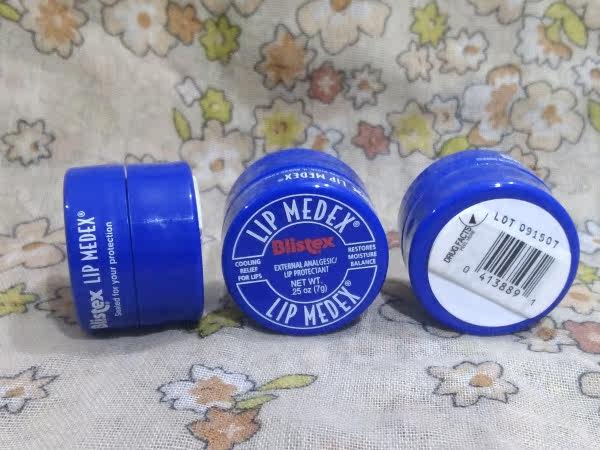 Blistex LIP MEDEX®
Sealed for your protection
LIP MEDEX®
LIP MEDEX®
Blistex
COOLING
RELIEF
FOR LIPS
EXTERNAL ANALGESIC/
LIP PROTECTANT
RESTORES
MOISTURE
BALANCE
NET WT.
.25 oz (7g)
LIP MEDEX®
LOT 091507
DRUG FACTS
0 413889 1